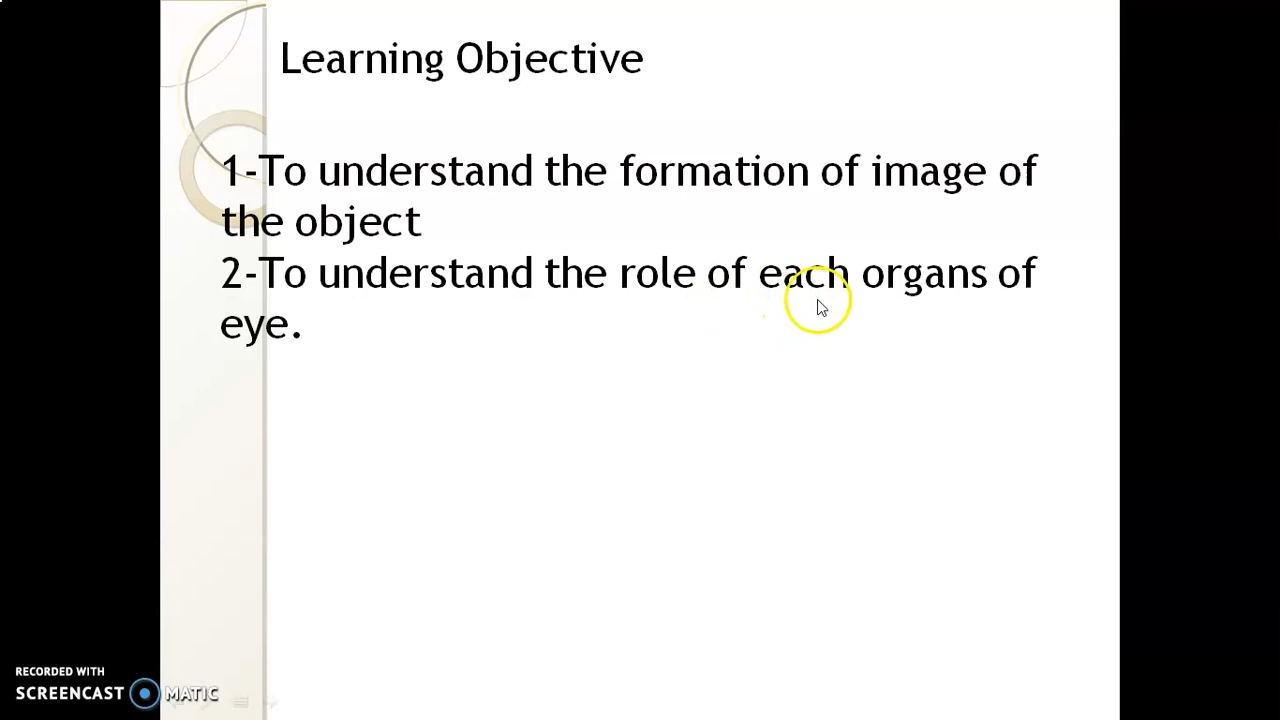 Learning Objective
1-To understand the formation of image of
the object
2-To understand the role of each organs of
eye.
RECORDED WITH
SCREENCAST MATIC